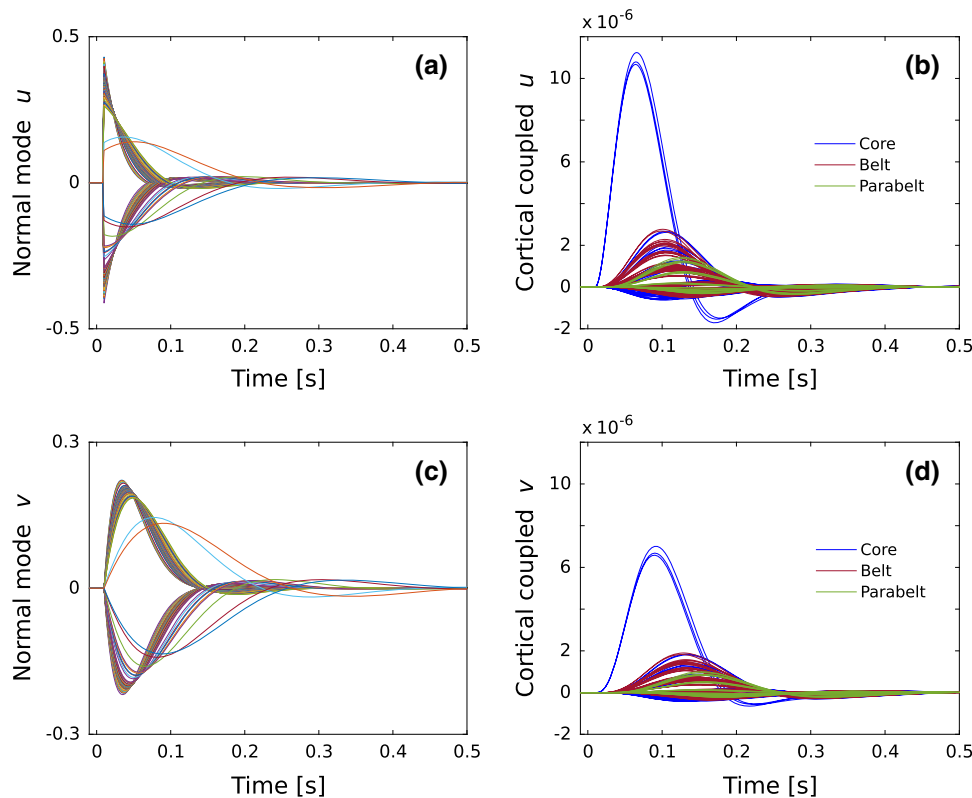 (a)
Normal mode u
0.5
0
-0.5
0 0.1 0.2 0.3 0.4 0.5
Time [s]
(b)
x 10-6
Cortical coupled u
10
6
2
0
-2
Core
Belt
Parabelt
0 0.1 0.2 0.3 0.4 0.5
Time [s]
(c)
Normal mode v
0.3
0
-0.3
0 0.1 0.2 0.3 0.4 0.5
Time [s]
(d)
x 10-6
Cortical coupled v
10
6
2
0
-2
Core
Belt
Parabelt
0 0.1 0.2 0.3 0.4 0.5
Time [s]